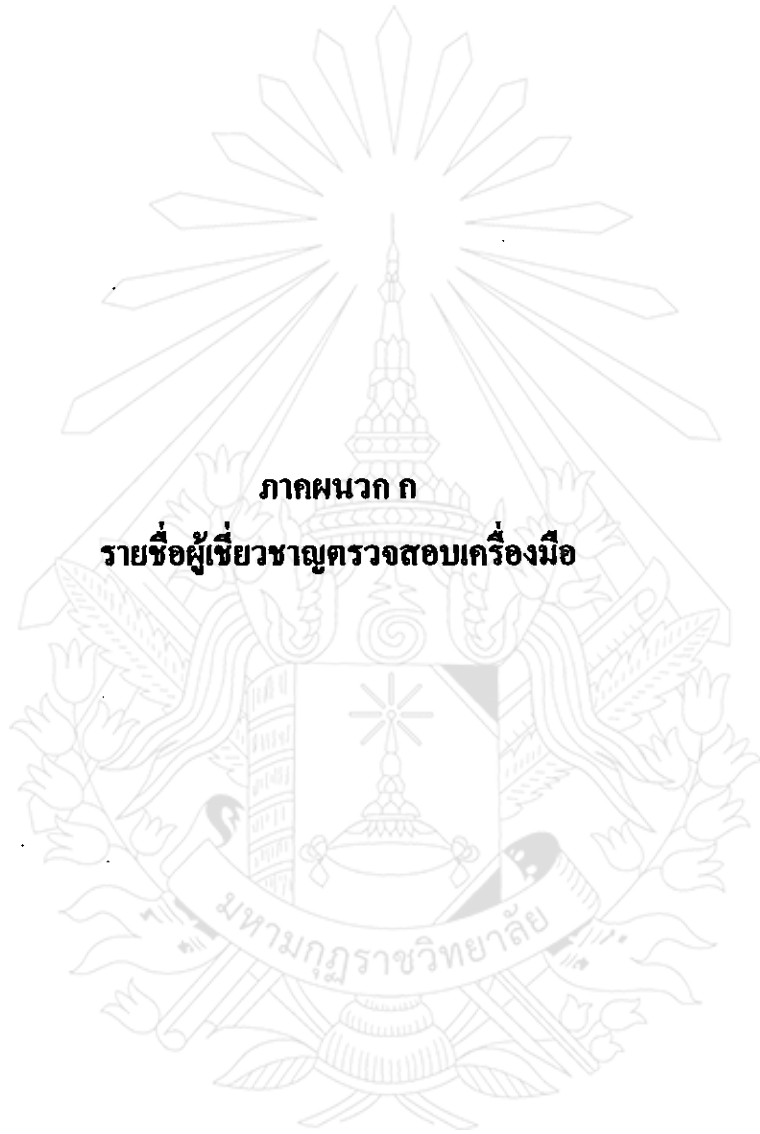 ภาคผนวก ก
รายชื่อผู้เชี่ยวชาญตรวจสอบเครื่องมือ
มหามกุฏราชวิทยาลัย